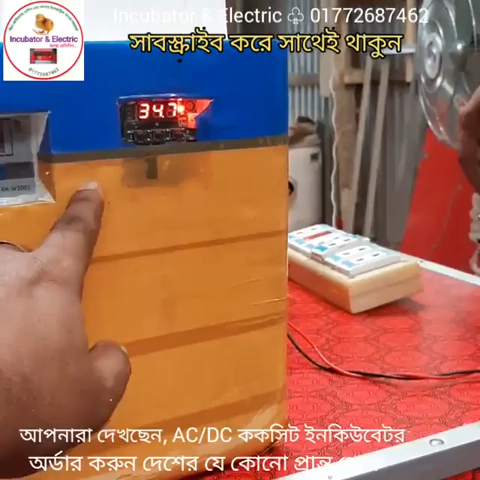 Incubator & Electric 01772687462
সাবস্ক্রাইব করে সাথেই থাকুন
Incubator & Electric
01772687462
34.7
আপনারা দেখছেন, AC/DC ককসিট ইনকিউবেটর
অর্ডার করুন দেশের যে কোনো প্রান্ত